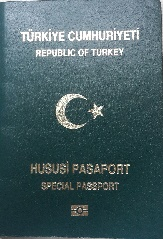 TÜRKİYE CUMHURİYETİ
REPUBLIC OF TURKEY
HUSUSİ PASAPORT
SPECIAL PASSPORT